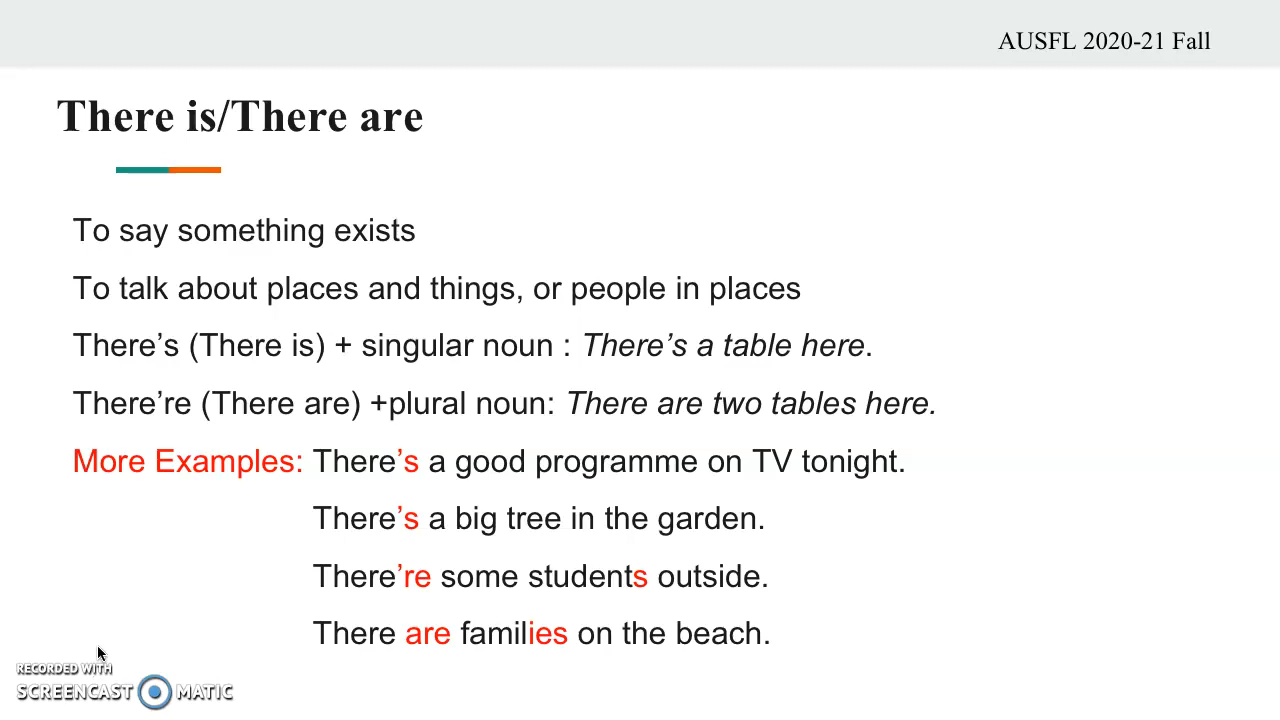 AUSFL 2020-21 Fall
There is/There are
To say something exists
To talk about places and things, or people in places
There’s (There is) + singular noun : There’s a table here.
There’re (There are) +plural noun: There are two tables here.
More Examples: There’s a good programme on TV tonight.
There’s a big tree in the garden.
There’re some students outside.
There are families on the beach.
RECORDED WITH
SCREENCAST MATIC